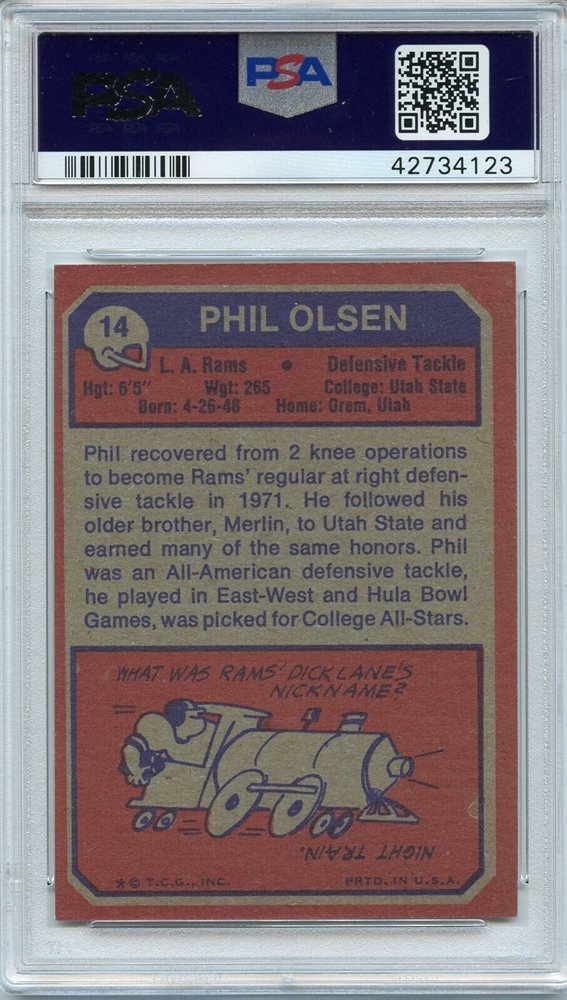 PSA
PSA
42734123
14
PHIL OLSEN
L. A. Rams • Defensive Tackle
Hgt: 6'5" Wgt: 265 College: Utah State
Born: 4-26-48 Home: Orem, Utah
Phil recovered from 2 knee operations
to become Rams' regular at right defen-
sive tackle in 1971. He followed his
older brother, Merlin, to Utah State and
earned many of the same honors. Phil
was an All-American defensive tackle,
he played in East-West and Hula Bowl
Games, was picked for College All-Stars.
WHAT WAS RAMS' DICK LANE'S
NICKNAME?
NIGHT TRAIN.
*© T.C.G., INC. PRTD. IN U.S.A.